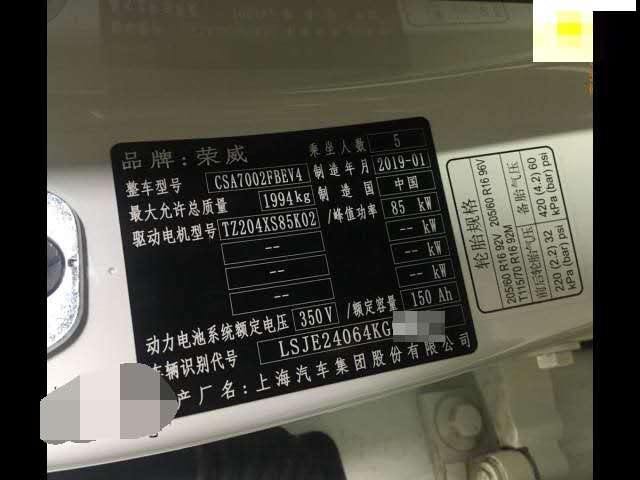 品牌:荣威 乘坐人数 5
整车型号 CSA7002FBEV4 制造年月 2019-01
最大允许总质量 1994kg 制造国 中国
驱动电机型号 TZ204XS85K02 /峰值功率 85 kW
-- -- kW
-- -- kW
-- -- kW
动力电池系统额定电压 350V /额定容量 150 Ah
车辆识别代号 LSJE24064KG
产厂名:上海汽车集团股份有限公司
轮胎规格
205/60 R16 92V 205/60 R16 96V
T115/70 R16 92M
前后轮胎气压 备胎气压
220 (2.2) 32 420 (4.2) 60
kPa (bar) psi kPa (bar) psi